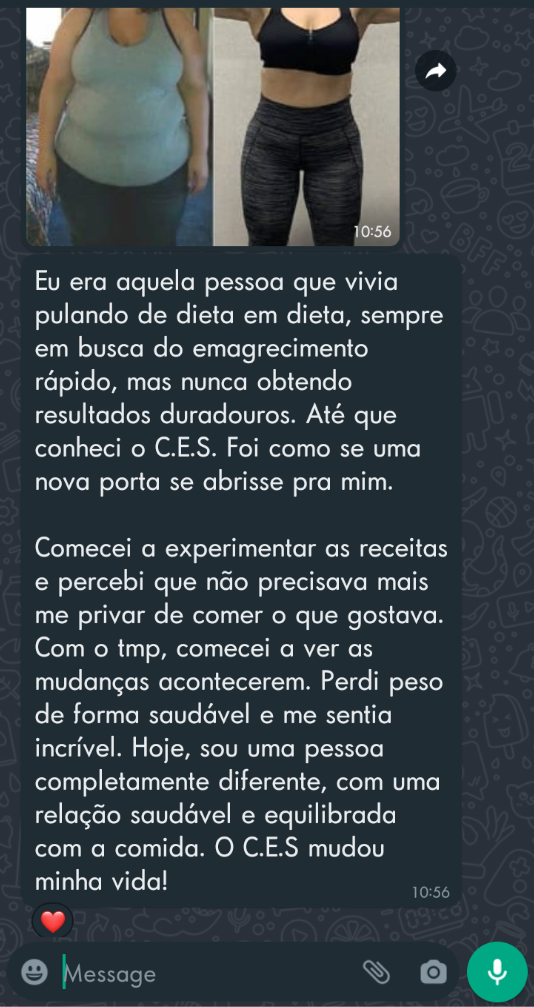 10:56
Eu era aquela pessoa que vivia
pulando de dieta em dieta, sempre
em busca do emagrecimento
rápido, mas nunca obtendo
resultados duradouros. Até que
conheci o C.E.S. Foi como se uma
nova porta se abrisse pra mim.
Comecei a experimentar as receitas
e percebi que não precisava mais
me privar de comer o que gostava.
Com o tmp, comecei a ver as
mudanças acontecerem. Perdi peso
de forma saudável e me sentia
incrível. Hoje, sou uma pessoa
completamente diferente, com uma
relação saudável e equilibrada
com a comida. O C.E.S mudou
minha vida!
10:56
Message